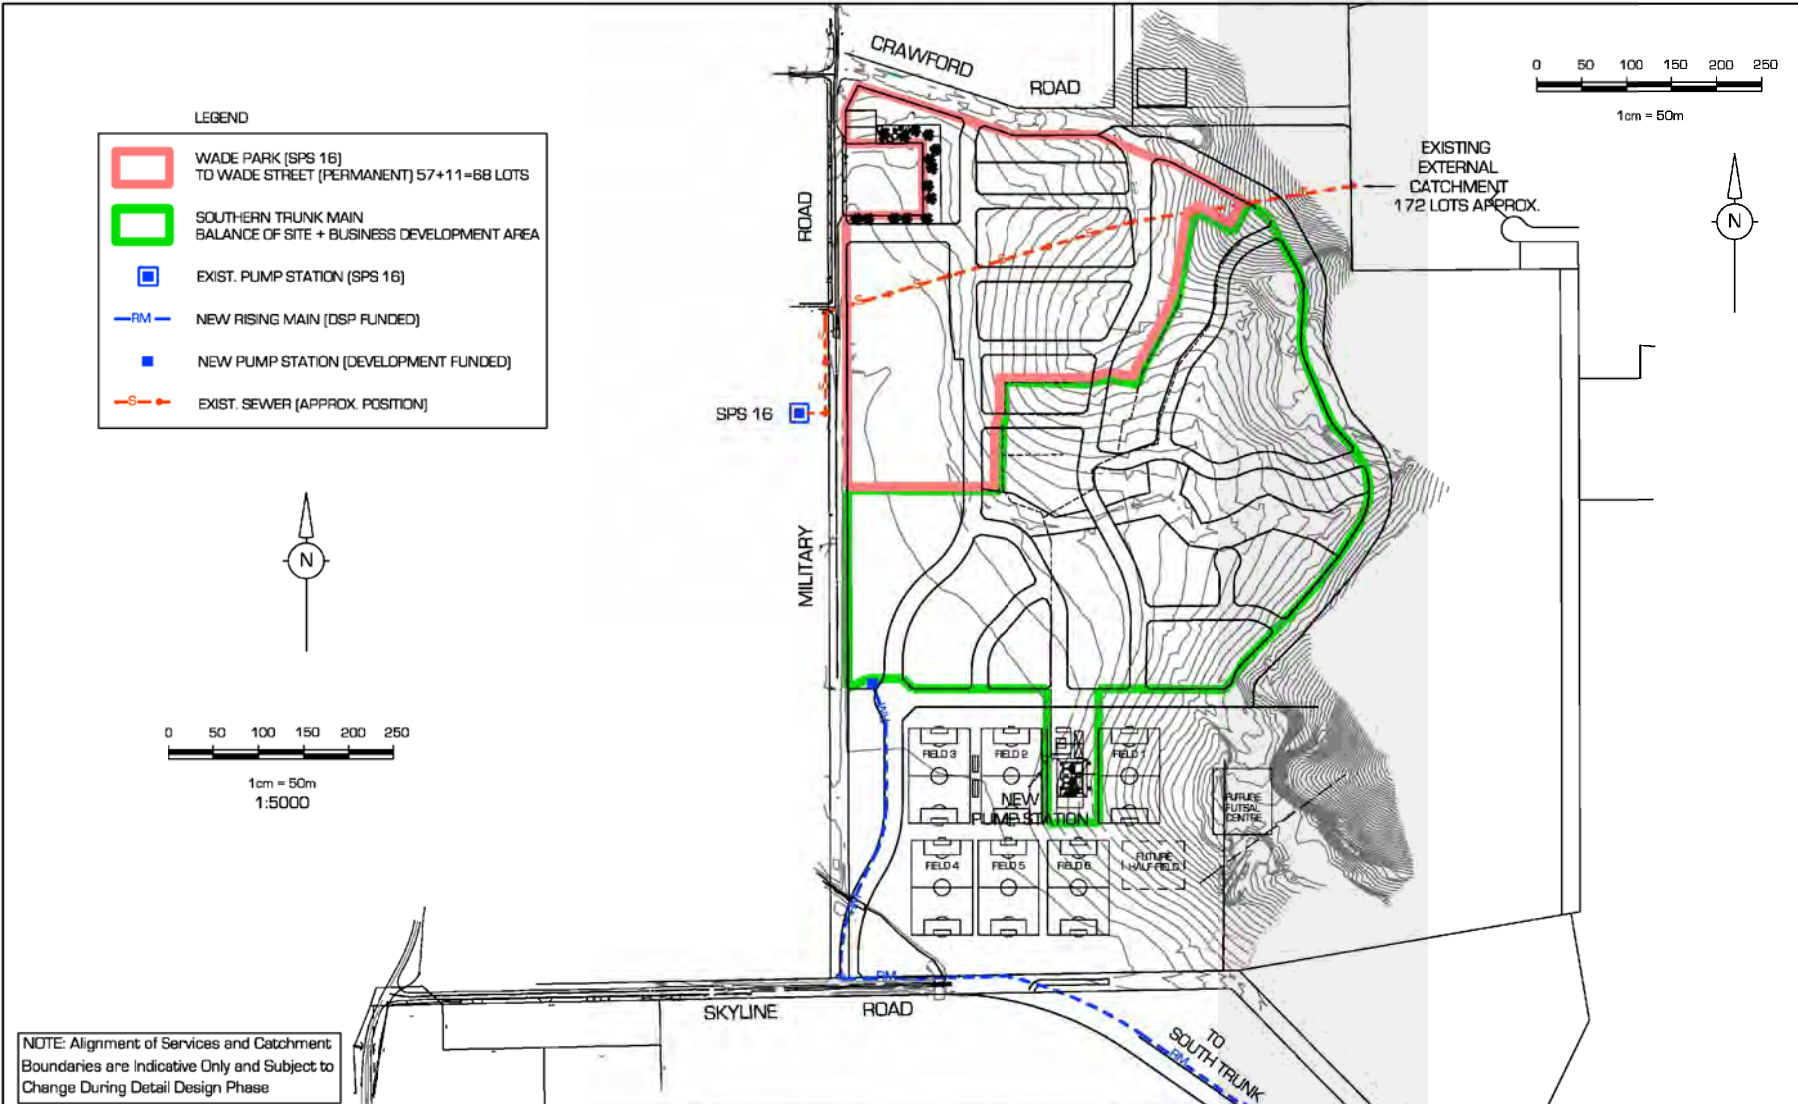 CRAWFORD
ROAD
0 50 100 150 200 250
1cm = 50m
LEGEND
WADE PARK (SPS 16)
TO WADE STREET (PERMANENT) 57+11=68 LOTS
SOUTHERN TRUNK MAIN
BALANCE OF SITE + BUSINESS DEVELOPMENT AREA
EXIST. PUMP STATION (SPS 16)
RM
NEW RISING MAIN (DSP FUNDED)
NEW PUMP STATION (DEVELOPMENT FUNDED)
S
EXIST. SEWER (APPROX. POSITION)
EXISTING
EXTERNAL
CATCHMENT
172 LOTS APPROX.
N
ROAD
S
S
S
S
S
S
SPS 16
N
MILITARY
0 50 100 150 200 250
1cm = 50m
1:5000
RM
FIELD 3
FIELD 2
FIELD 1
NEW
PUMP STATION
FUTURE
FUTSAL
CENTRE
FIELD 4
FIELD 5
FIELD 6
FUTURE
HALF FIELD
RM
RM
SKYLINE
ROAD
TO
SOUTH TRUNK
RM
NOTE: Alignment of Services and Catchment
Boundaries are Indicative Only and Subject to
Change During Detail Design Phase